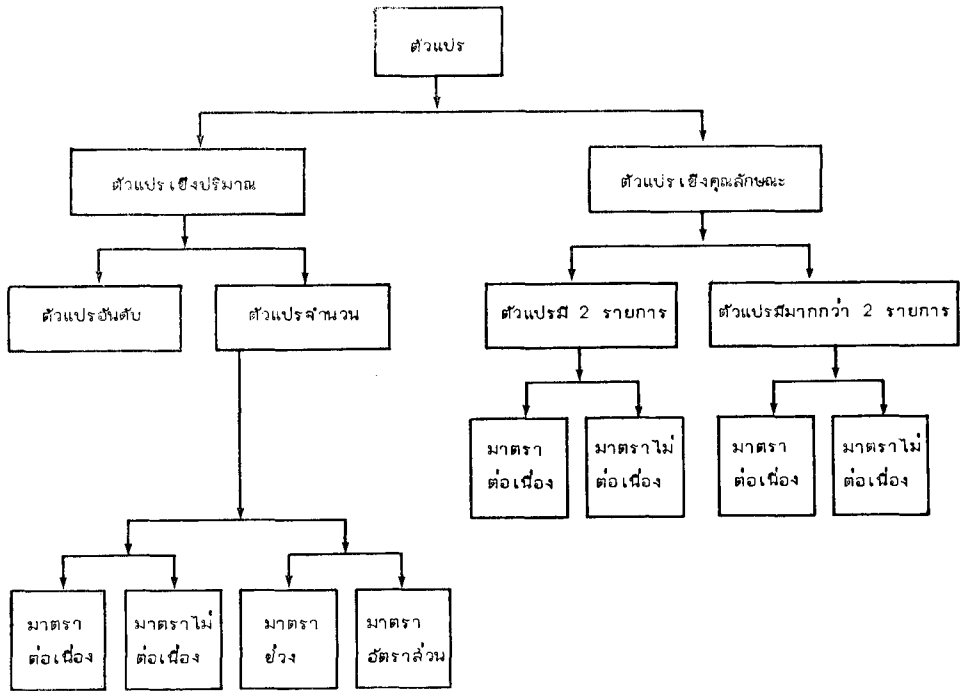 ตัวแปร
ตัวแปรเชิงปริมาณ
ตัวแปรเชิงคุณลักษณะ
ตัวแปรอันดับ
ตัวแปรจำนวน
ตัวแปรมี 2 รายการ
ตัวแปรมีมากกว่า 2 รายการ
มาตรา
ต่อเนื่อง
มาตราไม่
ต่อเนื่อง
มาตรา
ต่อเนื่อง
มาตราไม่
ต่อเนื่อง
มาตรา
ต่อเนื่อง
มาตราไม่
ต่อเนื่อง
มาตรา
ช่วง
มาตรา
อัตราส่วน